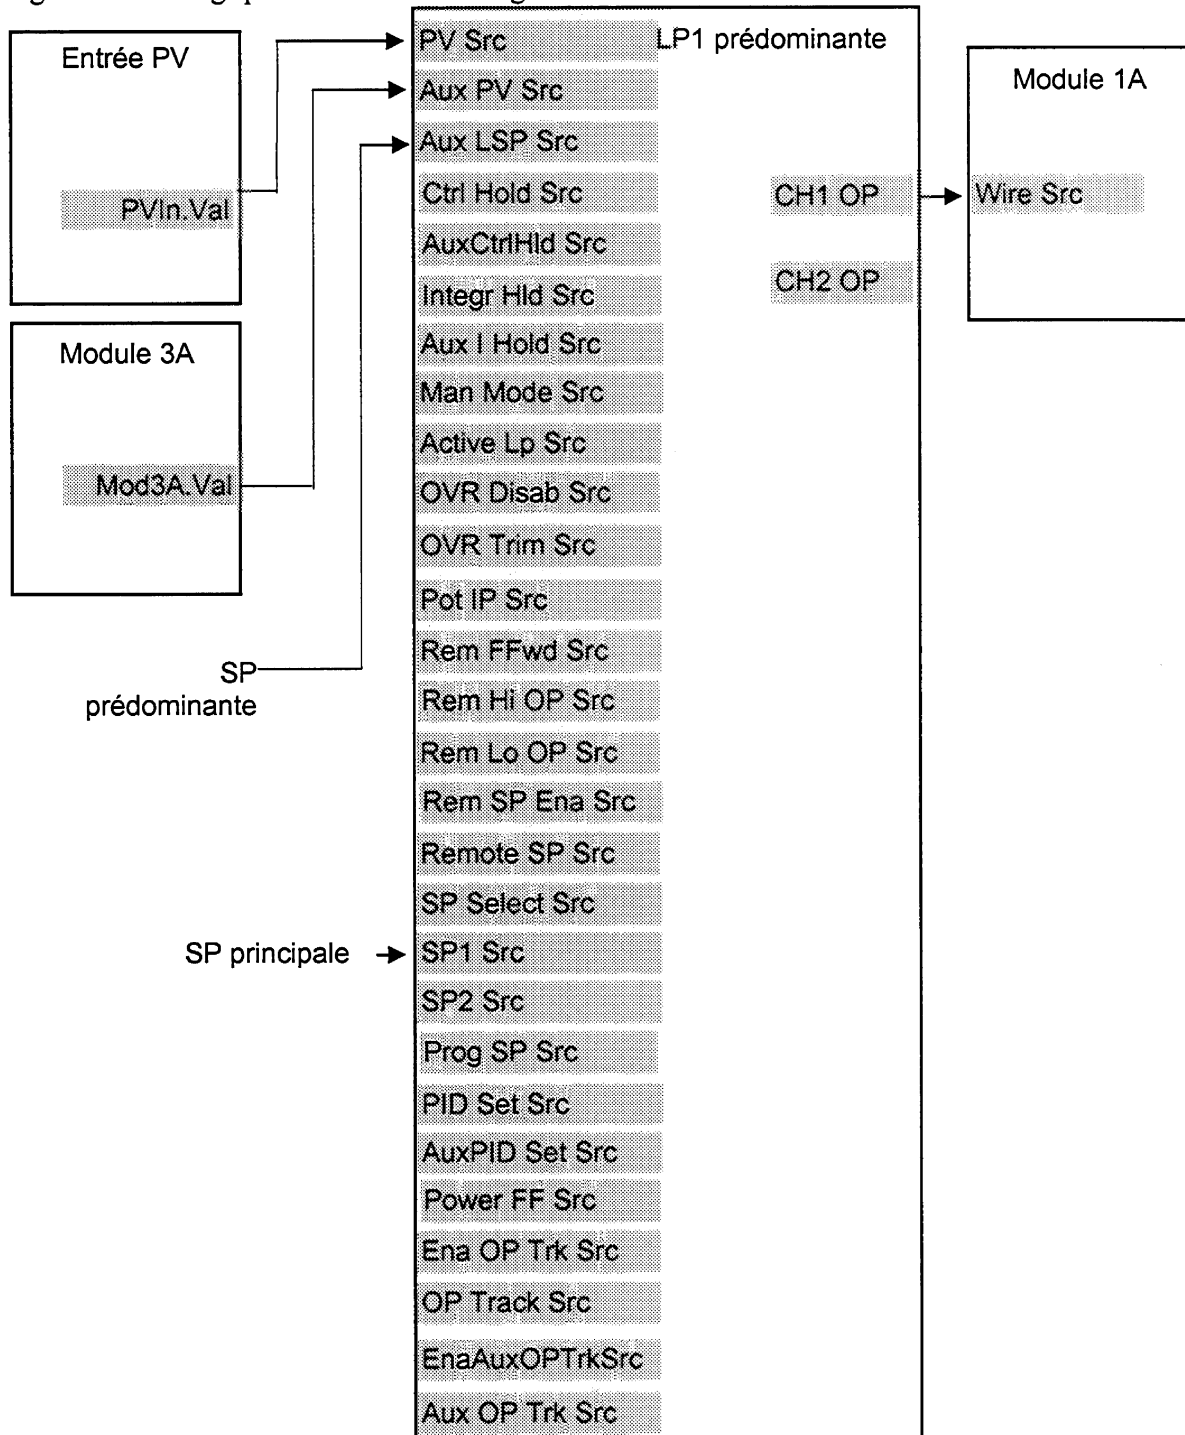 LP1 prédominante
Entrée PV
PVIn.Val
Module 3A
Mod3A.Val
SP
prédominante
SP principale
PV Src
Aux PV Src
Aux LSP Src
Ctrl Hold Src
AuxCtrlHld Src
Integr Hld Src
Aux I Hold Src
Man Mode Src
Active Lp Src
OVR Disab Src
OVR Trim Src
Pot IP Src
Rem FFwd Src
Rem Hi OP Src
Rem Lo OP Src
Rem SP Ena Src
Remote SP Src
SP Select Src
SP1 Src
SP2 Src
Prog SP Src
PID Set Src
AuxPID Set Src
Power FF Src
Ena OP Trk Src
OP Track Src
EnaAuxOPTrkSrc
Aux OP Trk Src
CH1 OP
CH2 OP
Module 1A
Wire Src